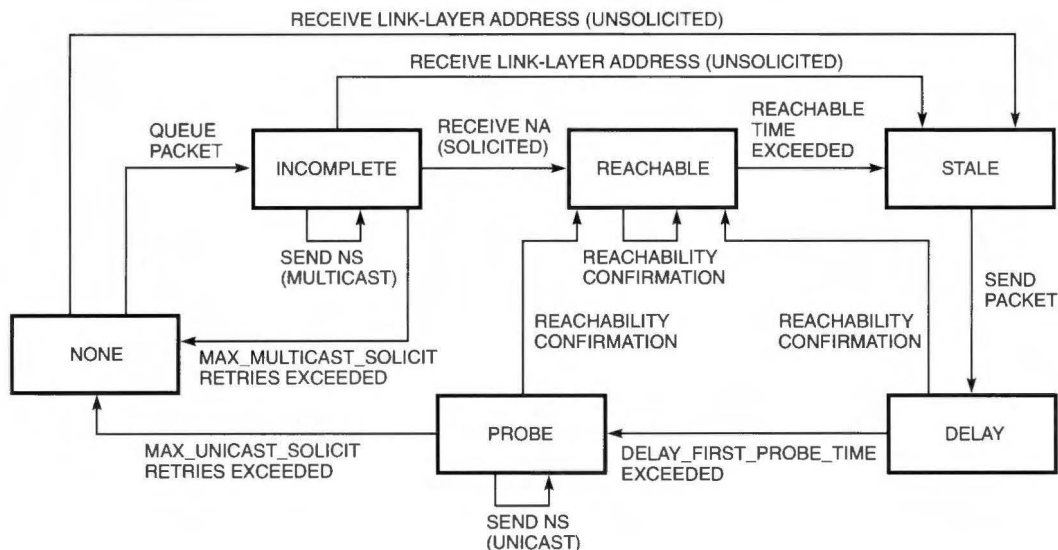 RECEIVE LINK-LAYER ADDRESS (UNSOLICITED)
RECEIVE LINK-LAYER ADDRESS (UNSOLICITED)
QUEUE
PACKET
INCOMPLETE
RECEIVE NA
(SOLICITED)
REACHABLE
REACHABLE
TIME
EXCEEDED
STALE
SEND NS
(MULTICAST)
REACHABILITY
CONFIRMATION
SEND
PACKET
NONE
MAX_MULTICAST_SOLICIT
RETRIES EXCEEDED
REACHABILITY
CONFIRMATION
REACHABILITY
CONFIRMATION
MAX_UNICAST_SOLICIT
RETRIES EXCEEDED
PROBE
DELAY_FIRST_PROBE_TIME
EXCEEDED
DELAY
SEND NS
(UNICAST)